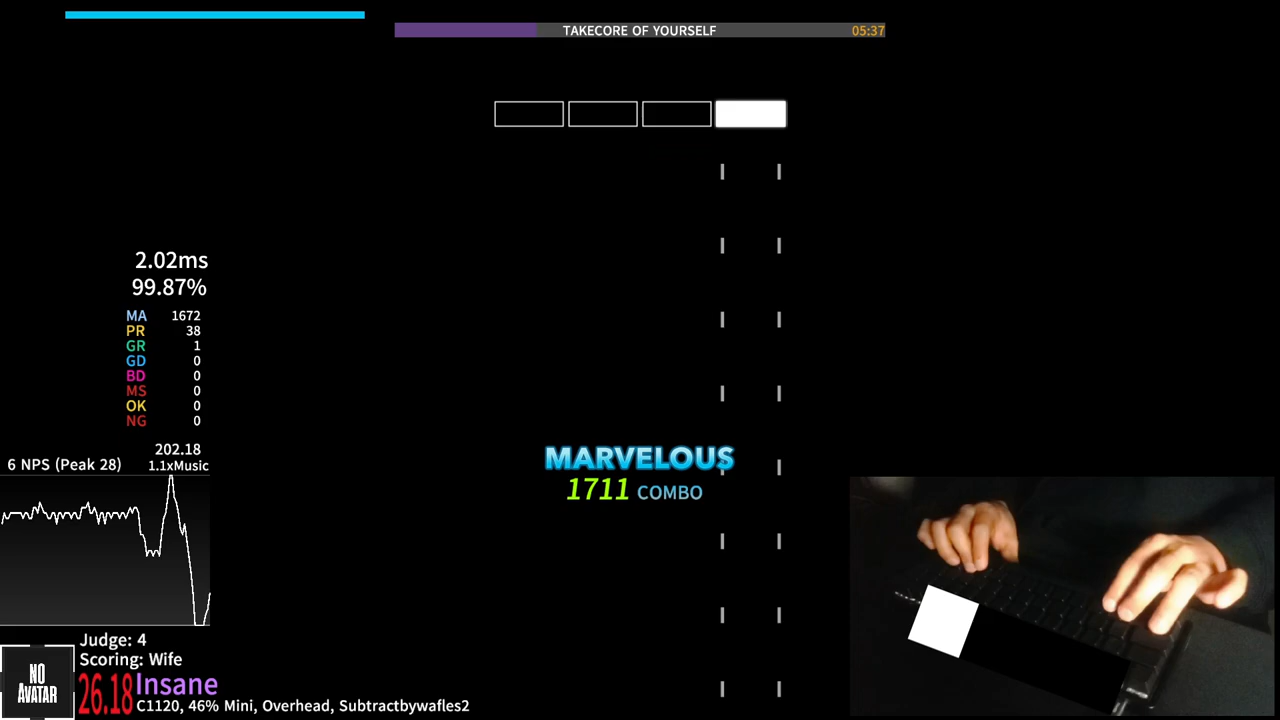 TAKECORE OF YOURSELF 05:37
2.02ms
99.87%
MA 1672
PR 38
GR 1
GD 0
BD 0
MS 0
OK 0
NG 0
202.18
6 NPS (Peak 28) 1.1xMusic
MARVELOUS
1711 COMBO
Judge: 4
Scoring: Wife
NO AVATAR
26.18 Insane
C1120, 46% Mini, Overhead, Subtractbywafles2